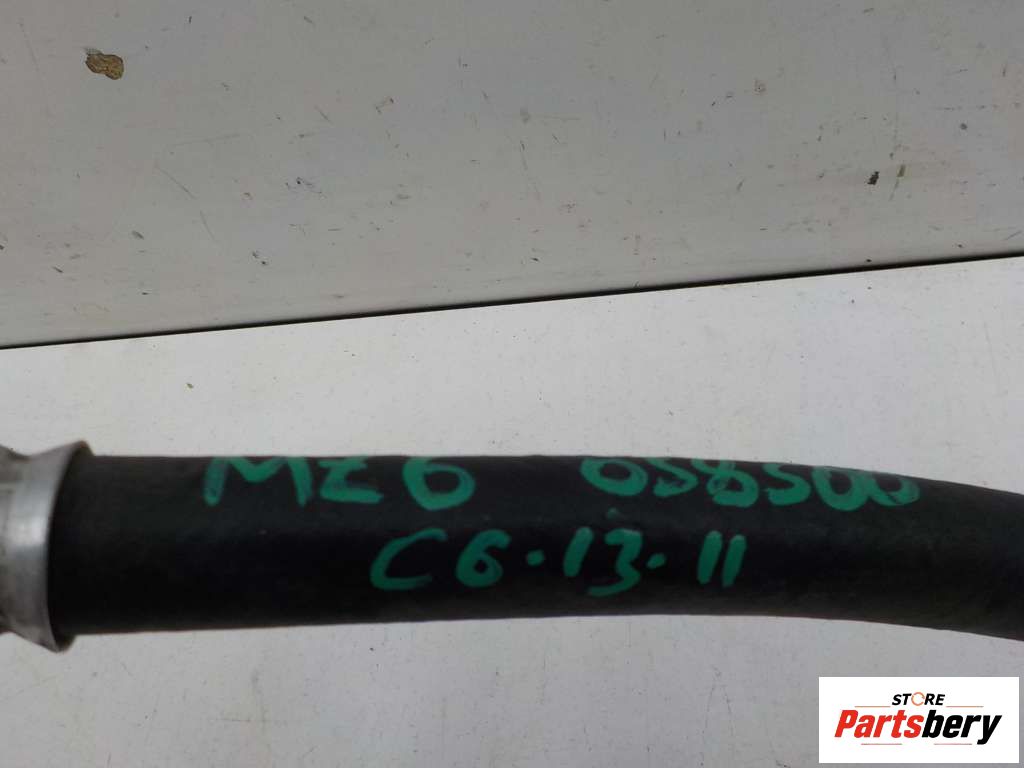 MZ6 058500
C6.13.11
STORE
Partsbery